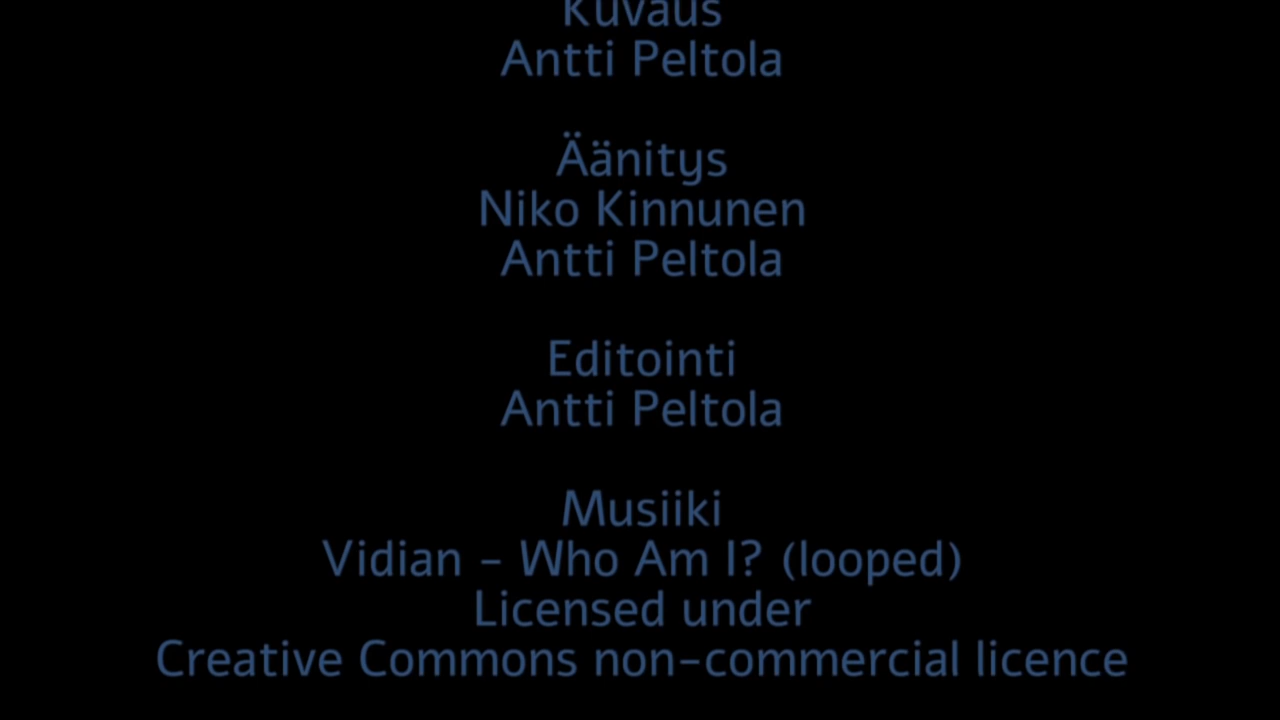 Kuvaus
Antti Peltola
Äänitys
Niko Kinnunen
Antti Peltola
Editointi
Antti Peltola
Musiiki
Vidian - Who Am I? (looped)
Licensed under
Creative Commons non-commercial licence